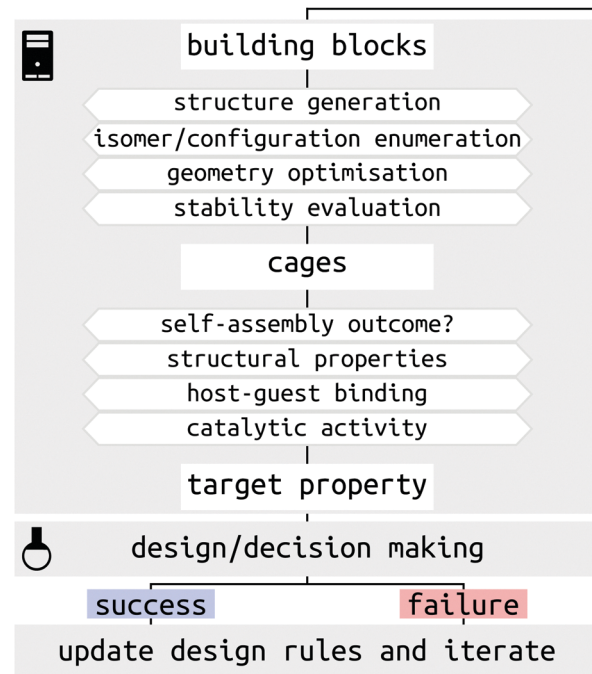 building blocks
structure generation
isomer/configuration enumeration
geometry optimisation
stability evaluation
cages
self-assembly outcome?
structural properties
host-guest binding
catalytic activity
target property
design/decision making
success failure
update design rules and iterate